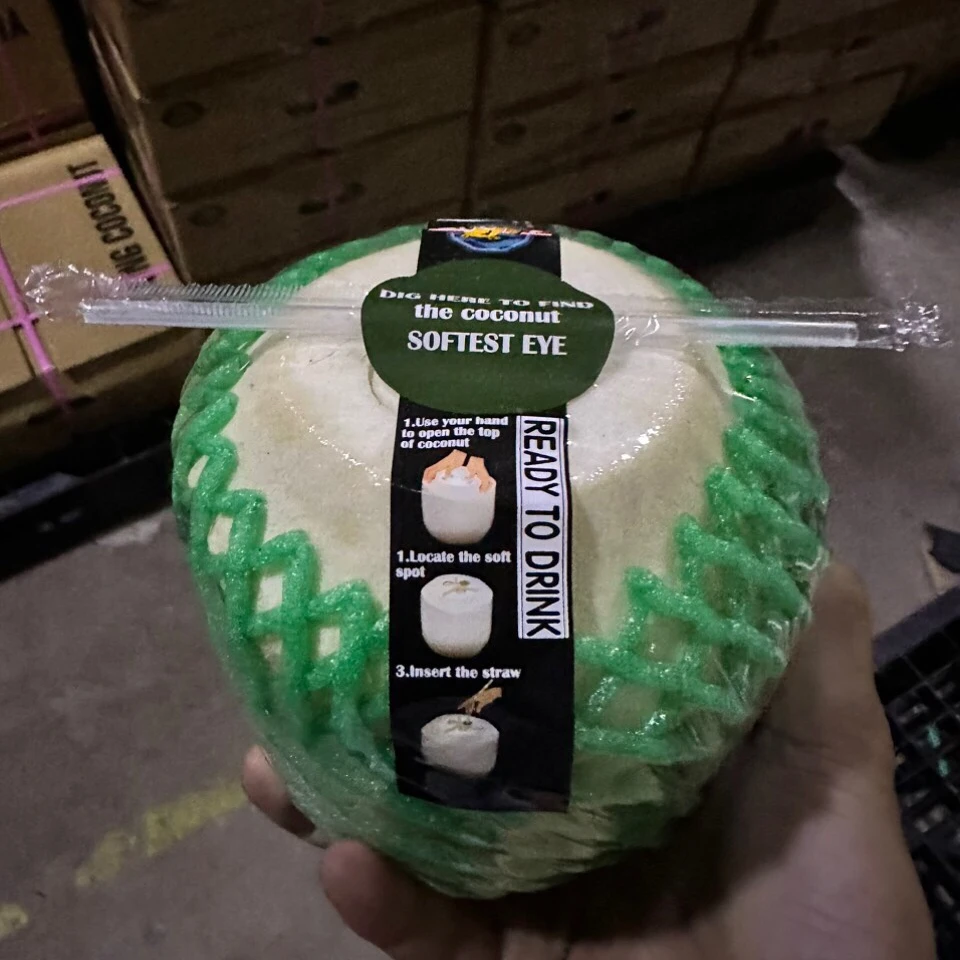 DIG HERE TO FIND
the coconut
SOFTEST EYE
1.Use your hand
to open the top
of coconut
READY TO DRINK
1.Locate the soft
spot
3.Insert the straw
NG COCONUT